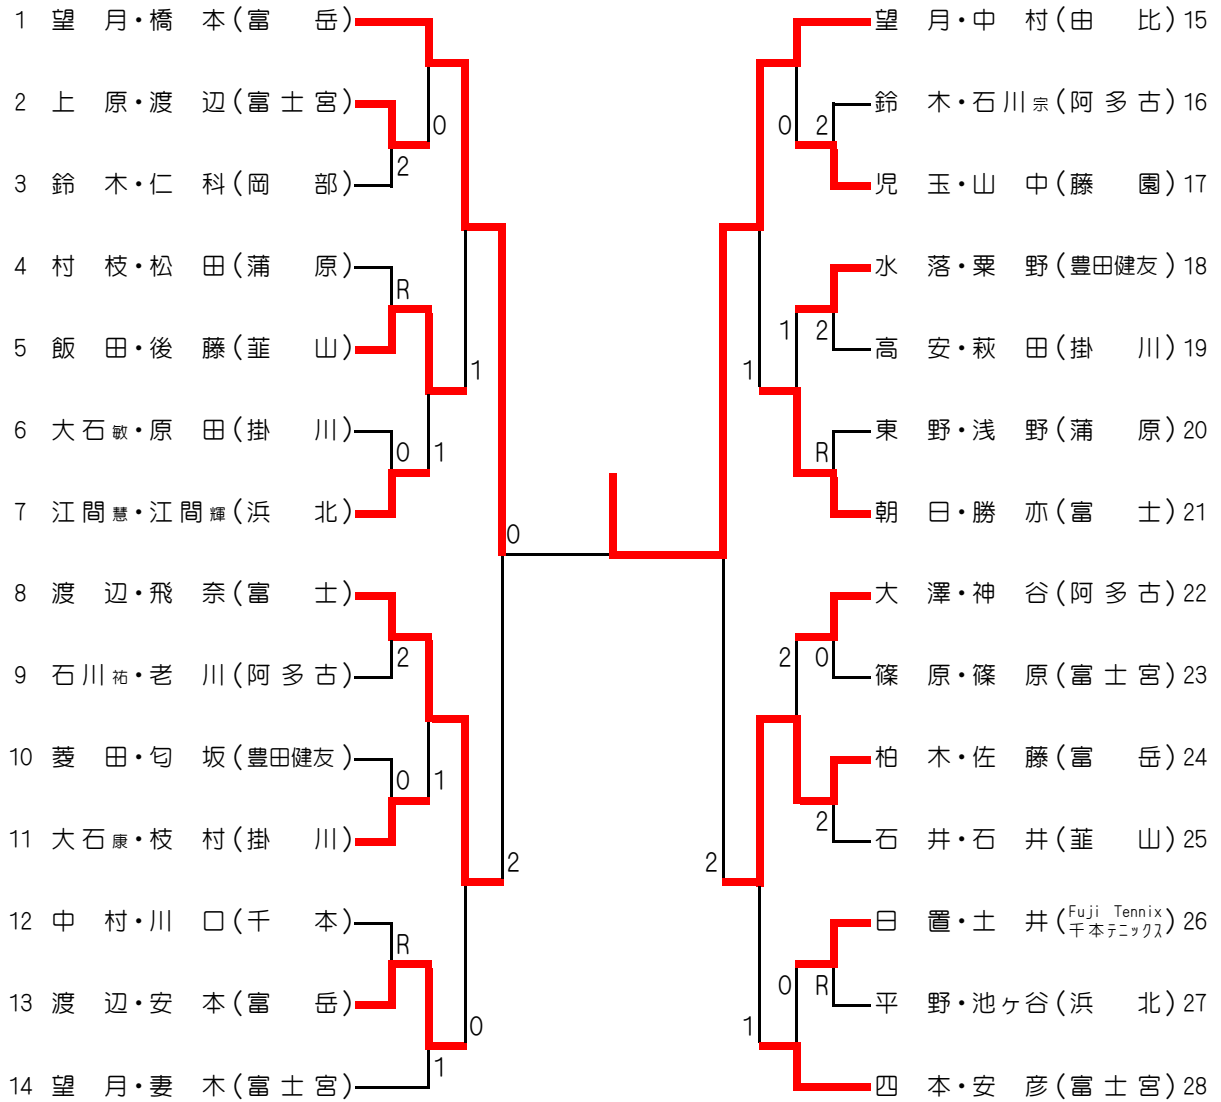 1 望月・橋本(富岳)
2 上原・渡辺(富士宮)
0
2
3 鈴木・仁科(岡部)
4 村枝・松田(蒲原)
R
5 飯田・後藤(韮山)
1
6 大石敏・原田(掛川)
0 1
7 江間慧・江間輝(浜北)
0
8 渡辺・飛奈(富士)
2
9 石川祐・老川(阿多古)
10 菱田・匂坂(豊田健友)
0 1
11 大石康・枝村(掛川)
2
12 中村・川口(千本)
R
13 渡辺・安本(富岳)
0
1
14 望月・妻木(富士宮)
望月・中村(由比) 15
鈴木・石川宗(阿多古) 16
0 2
児玉・山中(藤園) 17
水落・粟野(豊田健友) 18
1 2
高安・萩田(掛川) 19
1
東野・浅野(蒲原) 20
R
朝日・勝亦(富士) 21
大澤・神谷(阿多古) 22
2 0
篠原・篠原(富士宮) 23
柏木・佐藤(富岳) 24
2
石井・石井(韮山) 25
2
日置・土井(Fuji Tennix 千本テニックス) 26
0 R
平野・池ヶ谷(浜北) 27
1
四本・安彦(富士宮) 28